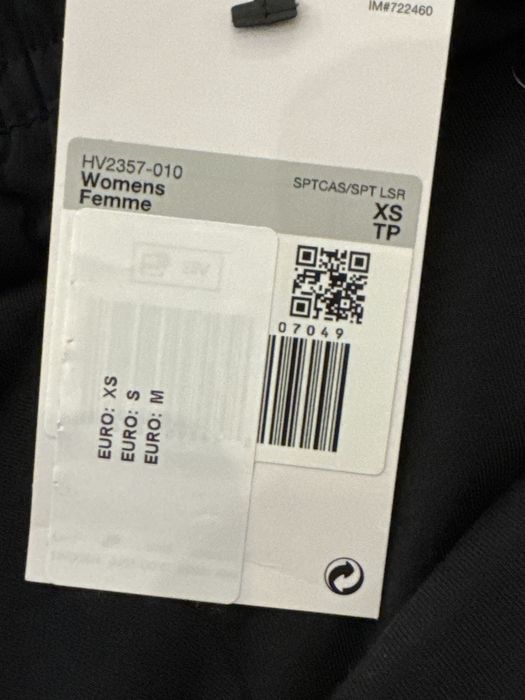 IM#722460
HV2357-010
Womens
Femme
SPTCAS/SPT LSR
XS
TP
07049
EURO: XS
EURO: S
EURO: M